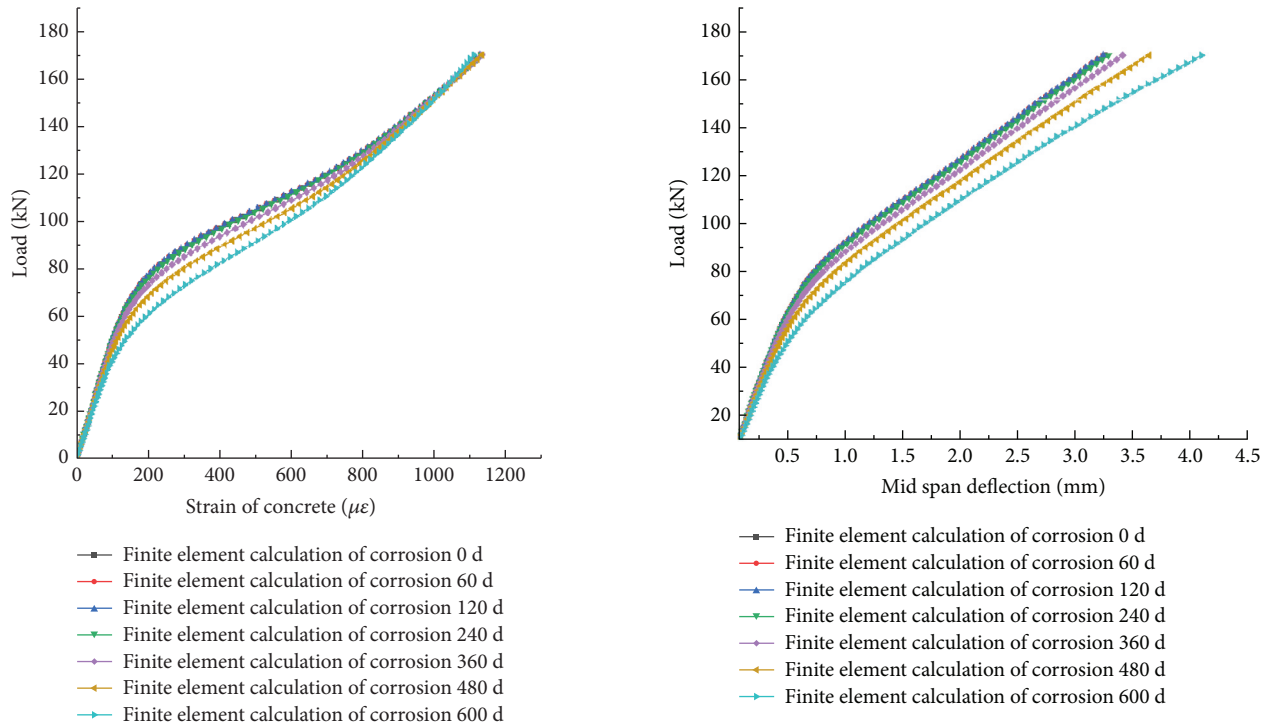 180
160
140
120
100
80
60
40
20
0
Load (kN)
0 200 400 600 800 1000 1200
Strain of concrete (με)
Finite element calculation of corrosion 0 d
Finite element calculation of corrosion 60 d
Finite element calculation of corrosion 120 d
Finite element calculation of corrosion 240 d
Finite element calculation of corrosion 360 d
Finite element calculation of corrosion 480 d
Finite element calculation of corrosion 600 d
180
160
140
120
100
80
60
40
20
Load (kN)
0.5 1.0 1.5 2.0 2.5 3.0 3.5 4.0 4.5
Mid span deflection (mm)
Finite element calculation of corrosion 0 d
Finite element calculation of corrosion 60 d
Finite element calculation of corrosion 120 d
Finite element calculation of corrosion 240 d
Finite element calculation of corrosion 360 d
Finite element calculation of corrosion 480 d
Finite element calculation of corrosion 600 d